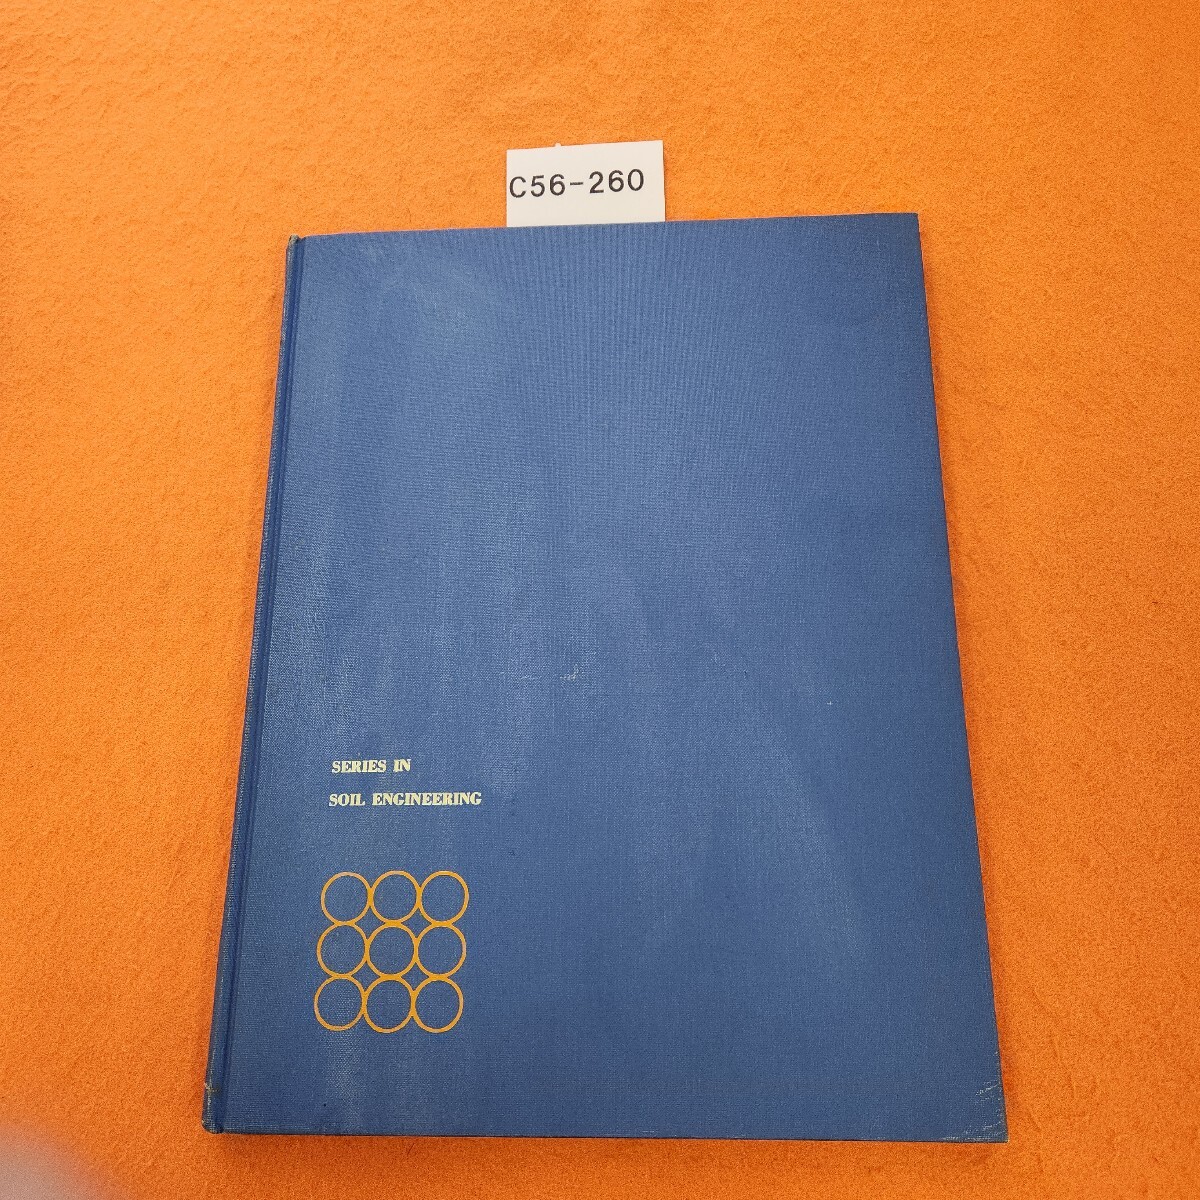 C56-260
SERIES IN
SOIL ENGINEERING